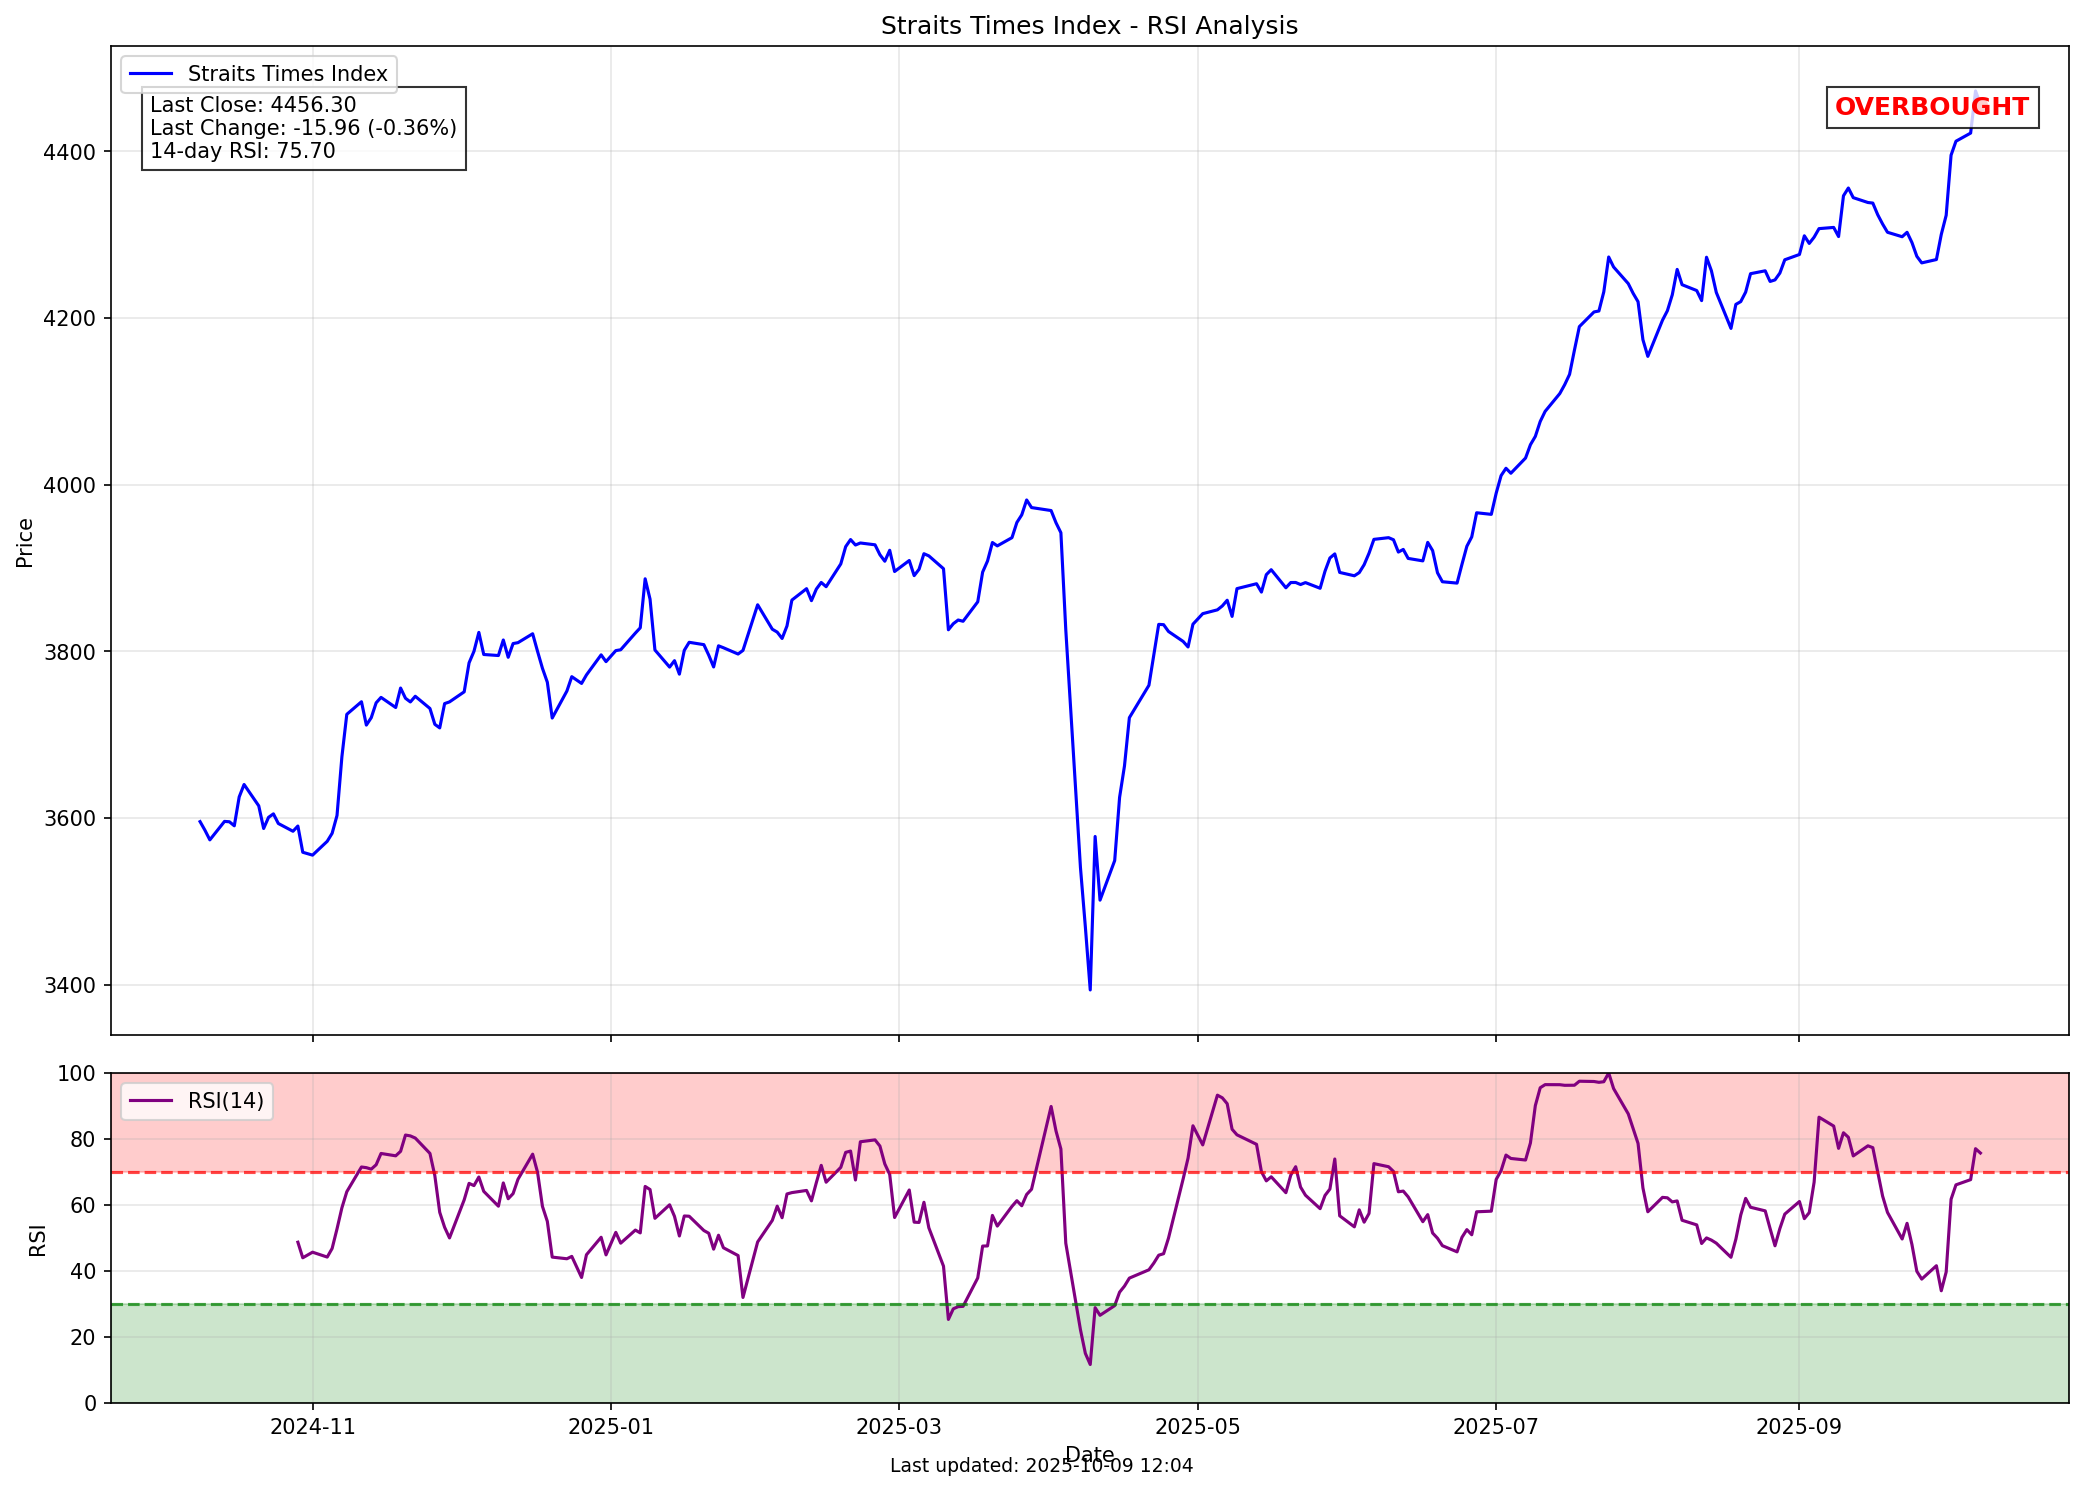 Straits Times Index - RSI Analysis
Straits Times Index
Last Close: 4456.30
Last Change: -15.96 (-0.36%)
14-day RSI: 75.70
OVERBOUGHT
Price
4400
4200
4000
3800
3600
3400
RSI(14)
RSI
100
80
60
40
20
0
2024-11
2025-01
2025-03
2025-05
2025-07
2025-09
Date
Last updated: 2025-10-09 12:04